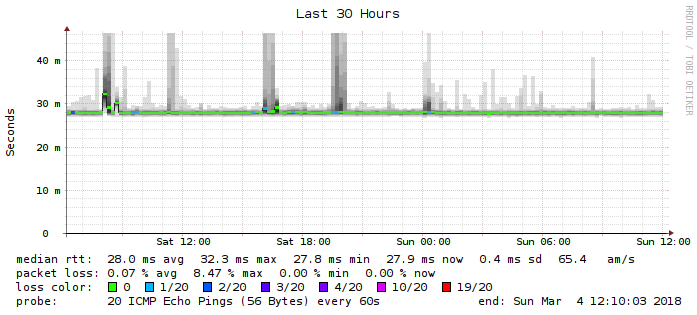 Last 30 Hours
RRDTOOL / TOBI OETIKER
Seconds
40 m
30 m
20 m
10 m
0
Sat 12:00 Sat 18:00 Sun 00:00 Sun 06:00 Sun 12:00
median rtt: 28.0 ms avg 32.3 ms max 27.8 ms min 27.9 ms now 0.4 ms sd 65.4 am/s
packet loss: 0.07 % avg 8.47 % max 0.00 % min 0.00 % now
loss color: 0 1/20 2/20 3/20 4/20 10/20 19/20
probe: 20 ICMP Echo Pings (56 Bytes) every 60s end: Sun Mar 4 12:10:03 2018